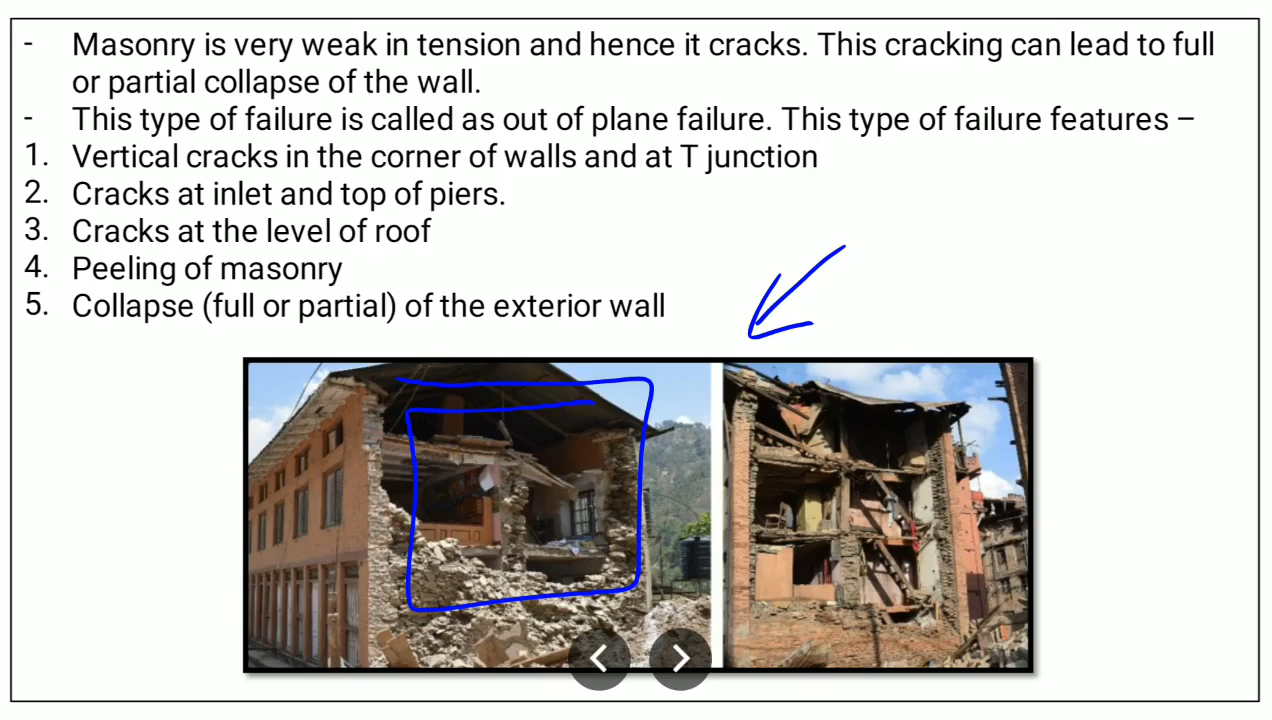 - Masonry is very weak in tension and hence it cracks. This cracking can lead to full
or partial collapse of the wall.
- This type of failure is called as out of plane failure. This type of failure features –
1. Vertical cracks in the corner of walls and at T junction
2. Cracks at inlet and top of piers.
3. Cracks at the level of roof
4. Peeling of masonry
5. Collapse (full or partial) of the exterior wall